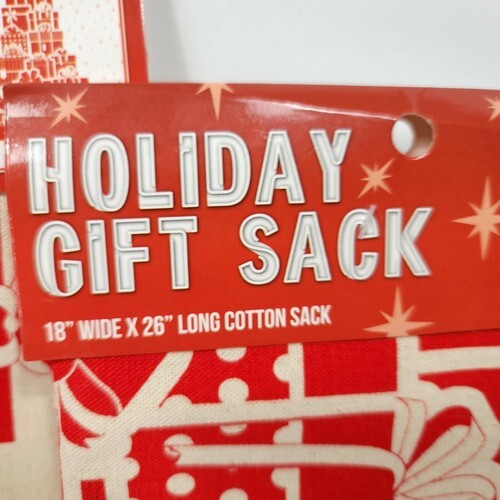 HOLIDAY
GIFT SACK
18" WIDE X 26" LONG COTTON SACK